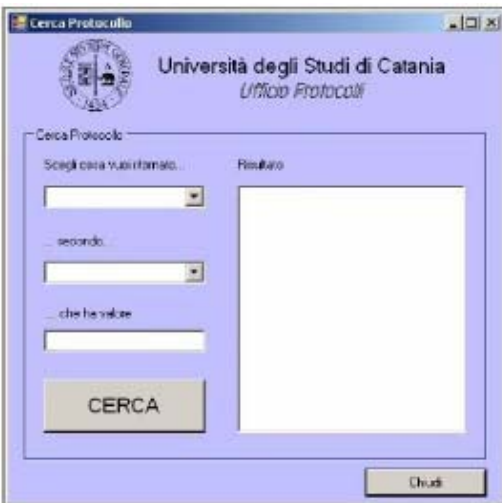 Cerca Protocollo
Università degli Studi di Catania
Ufficio Protocolli
Cerca Protocollo
Scegli cosa vuoi ritornato...
Risultato
... secondo...
... che ha valore
CERCA
Chiudi